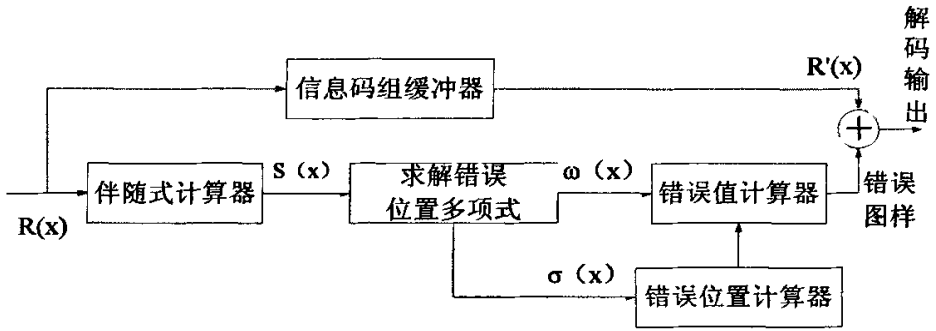 解码输出
信息码组缓冲器
R'(x)
R(x)
伴随式计算器
S（x）
求解错误
位置多项式
ω（x）
错误值计算器
错误
图样
σ（x）
错误位置计算器